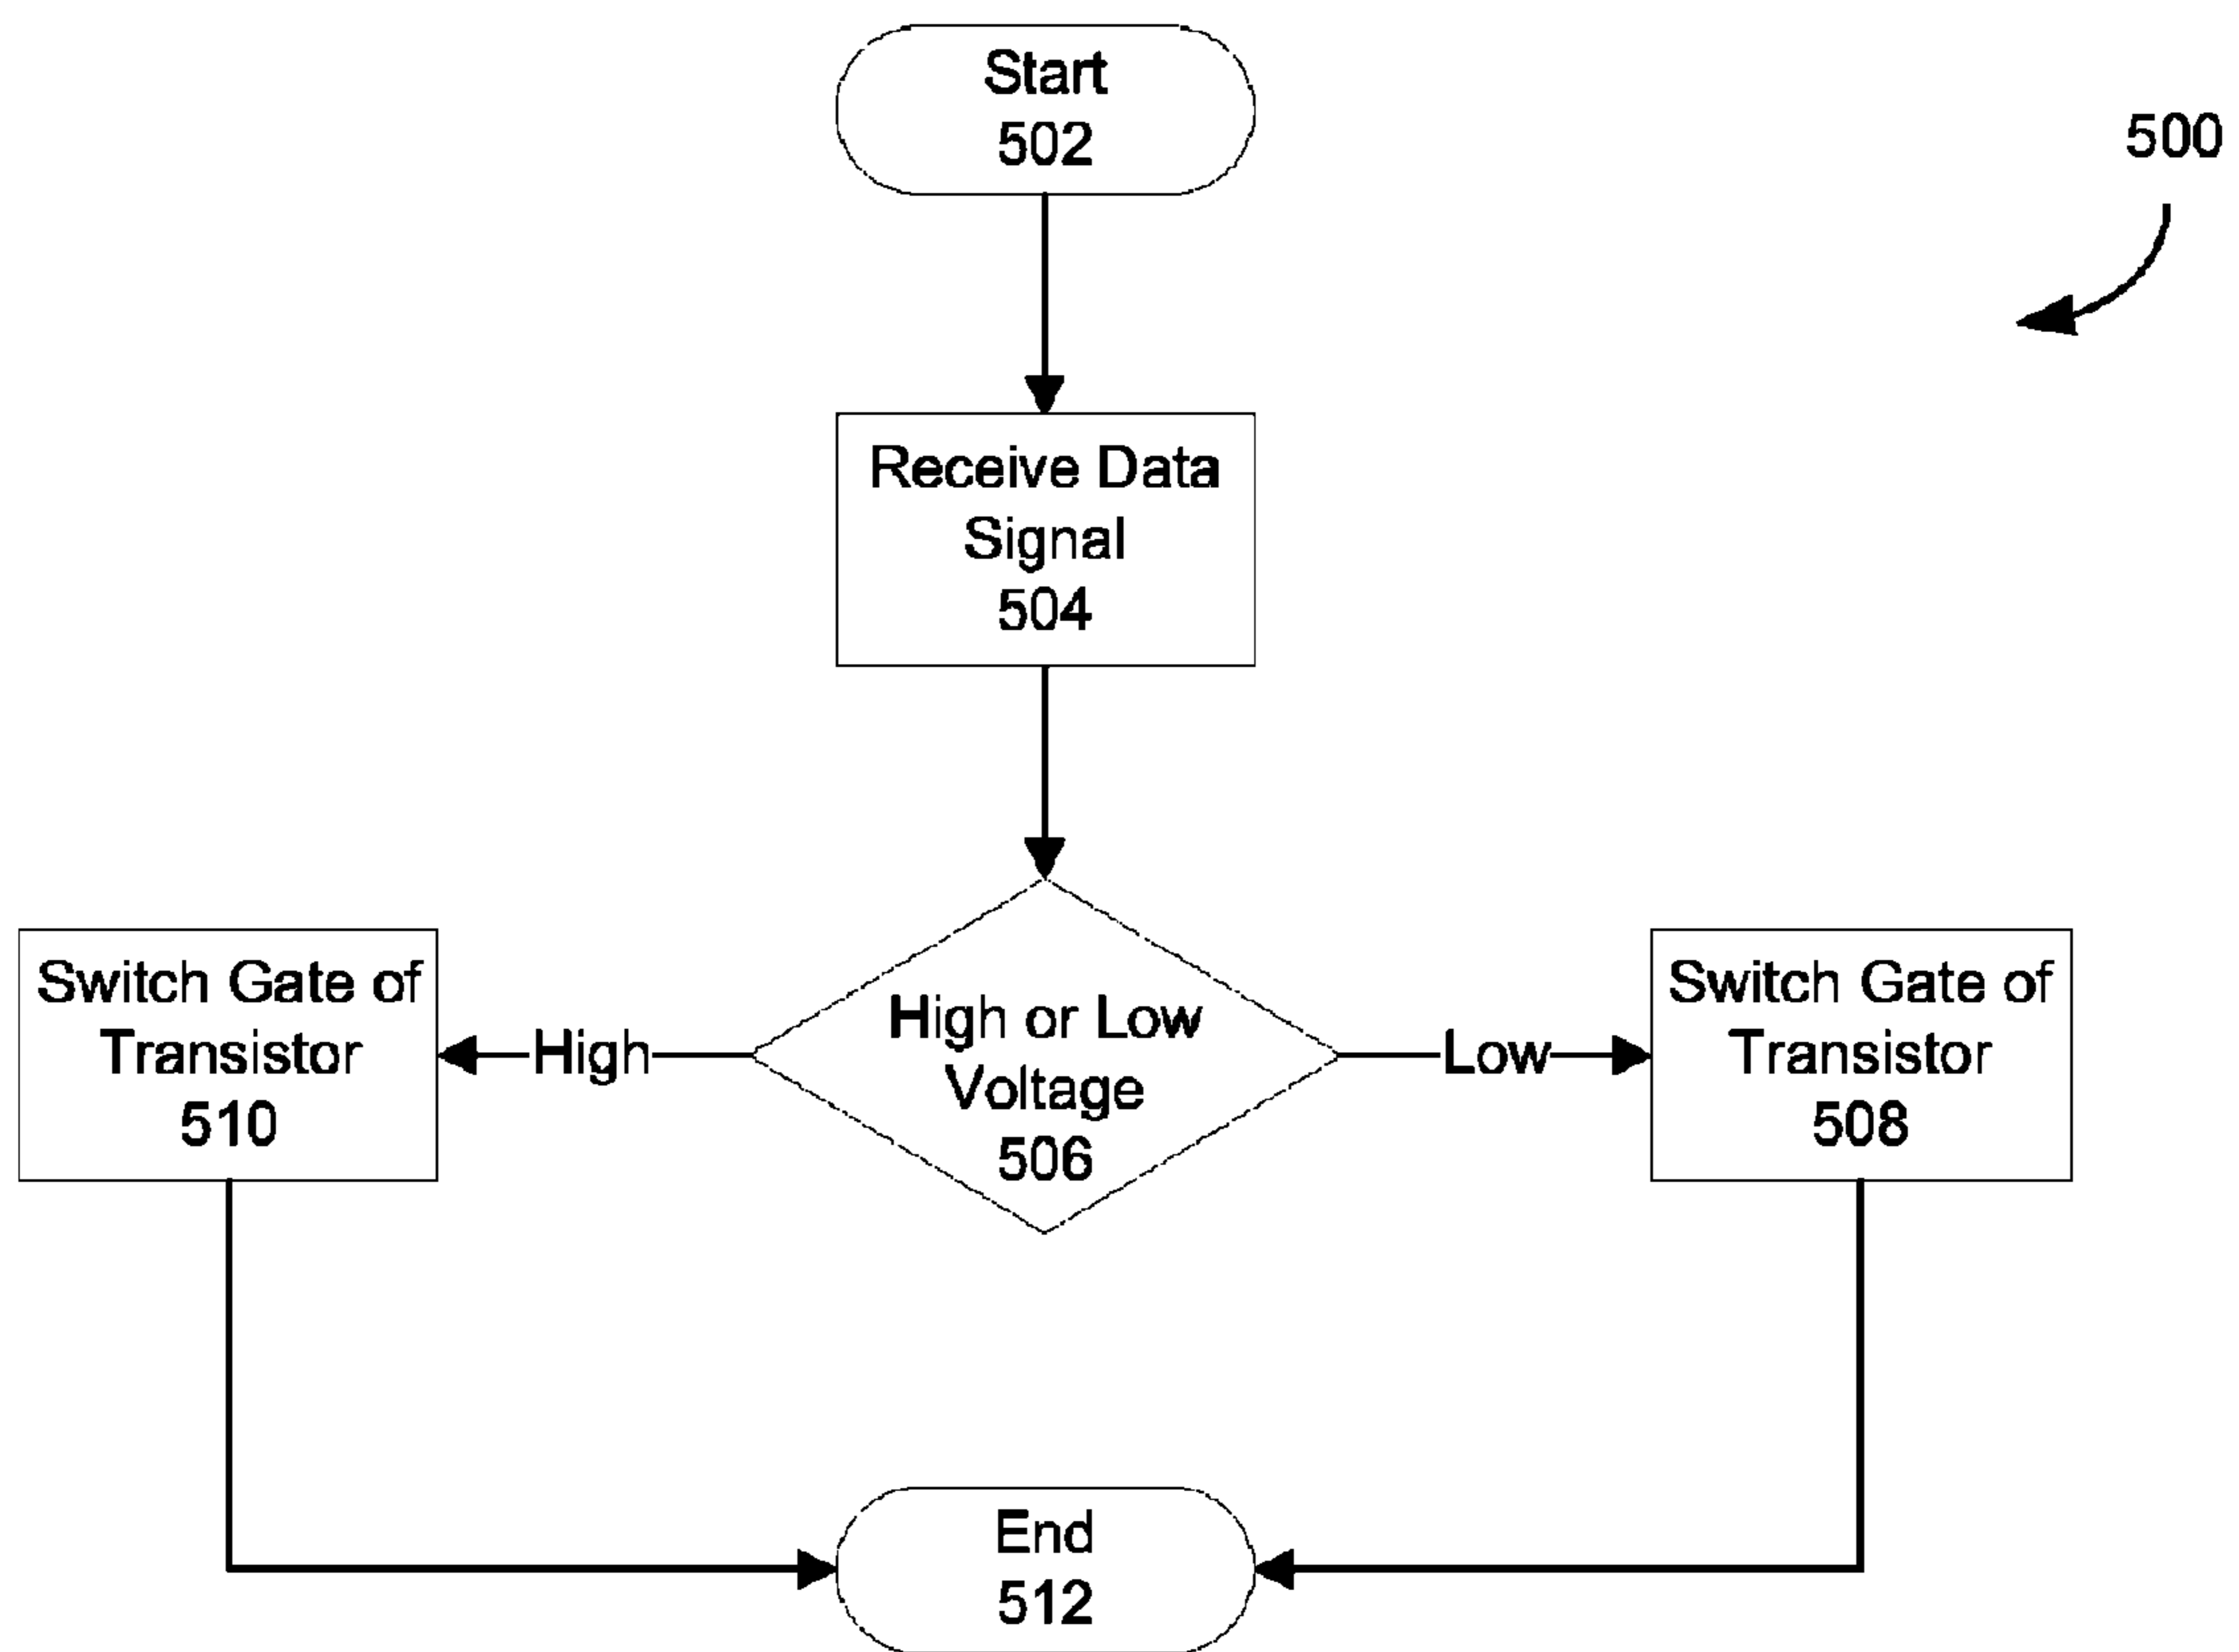 Start
502
500
Receive Data
Signal
504
High or Low
Voltage
506
High
Low
Switch Gate of
Transistor
510
Switch Gate of
Transistor
508
End
512